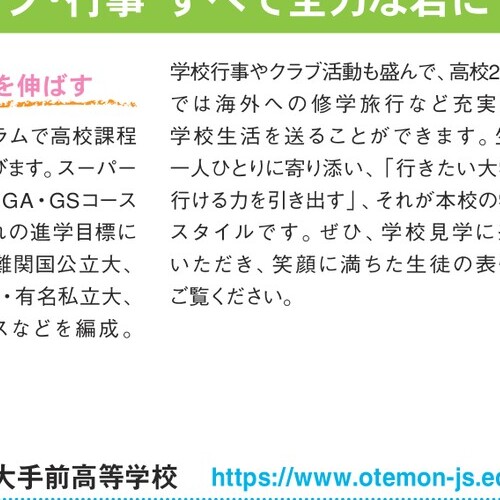 ブ・行事 すべて全力な君に
を伸ばす
ラムで高校課程
びます。スーパー
GA・GSコース
れの進学目標に
難関国公立大、
・有名私立大、
スなどを編成。
学校行事やクラブ活動も盛んで、高校2
では海外への修学旅行など充実
学校生活を送ることができます。
一人ひとりに寄り添い、「行きたい大
行ける力を引き出す」、それが本校の
スタイルです。ぜひ、学校見学に
いただき、笑顔に満ちた生徒の表
ご覧ください。
大手前高等学校 https://www.otemon-js.e